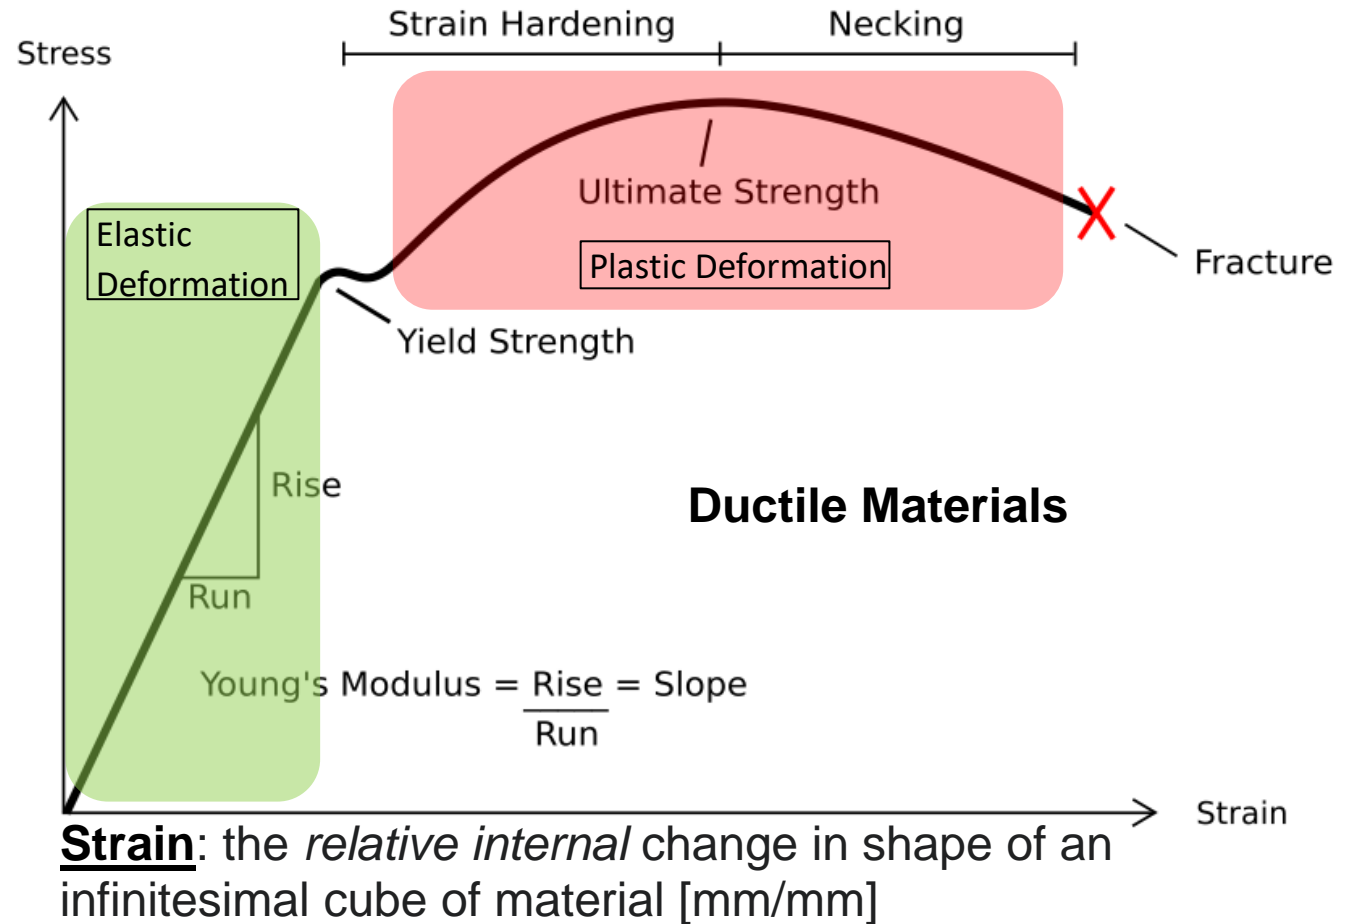 Strain Hardening
Necking
Stress
Ultimate Strength
Elastic
Deformation
Plastic Deformation
Fracture
Yield Strength
Rise
Ductile Materials
Run
Young's Modulus = Rise = Slope
Run
Strain
Strain: the relative internal change in shape of an
infinitesimal cube of material [mm/mm]